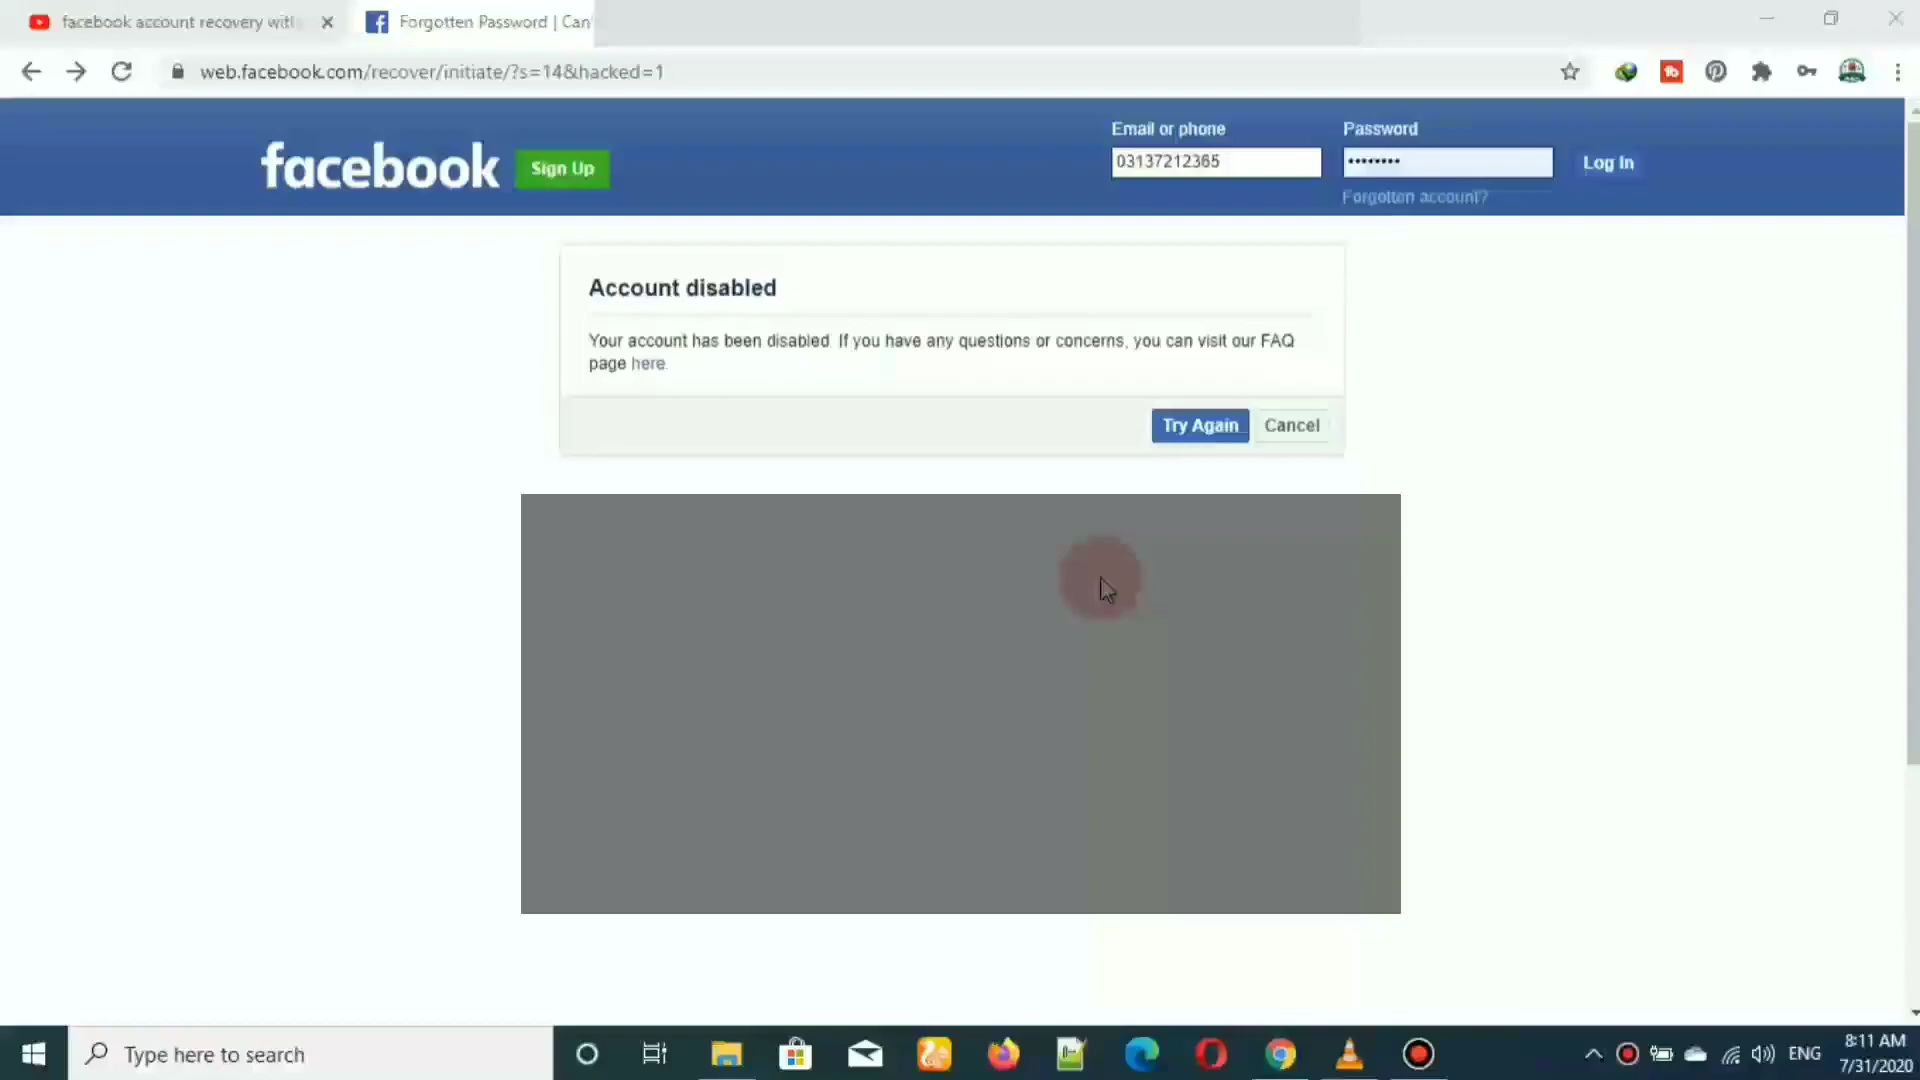 facebook account recovery with
Forgotten Password | Can'
web.facebook.com/recover/initiate/?s=14&hacked=1
facebook
Sign Up
Email or phone
Password
03137212365
••••••••
Log In
Forgotten account?
Account disabled
Your account has been disabled. If you have any questions or concerns, you can visit our FAQ
page here.
Try Again
Cancel
Type here to search
ENG
8:11 AM
7/31/2020